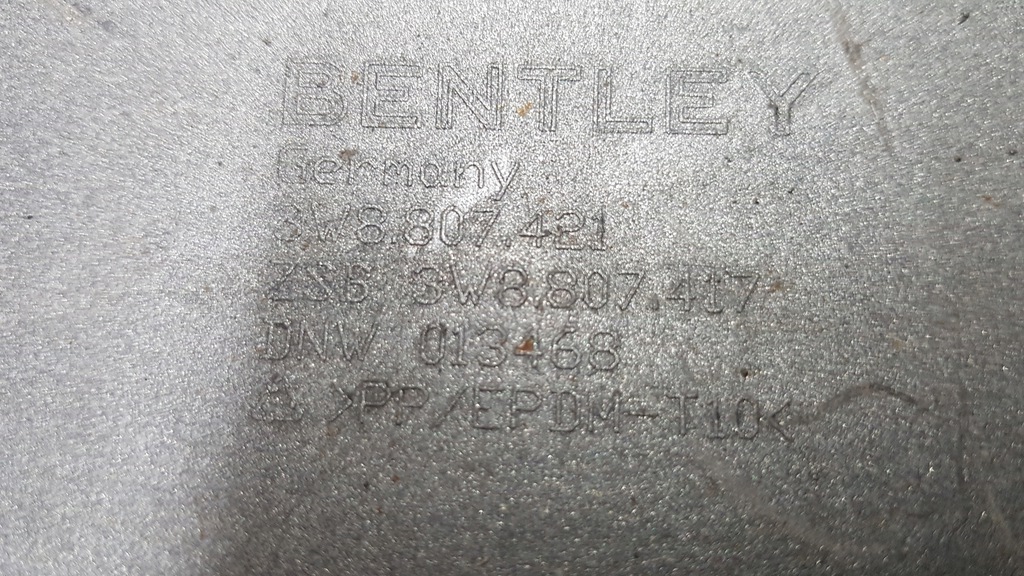 BENTLEY
Germany
3W8.807.421
ZSB 3W8.807.417
DNW 013468
>PP/EPDM-T10<